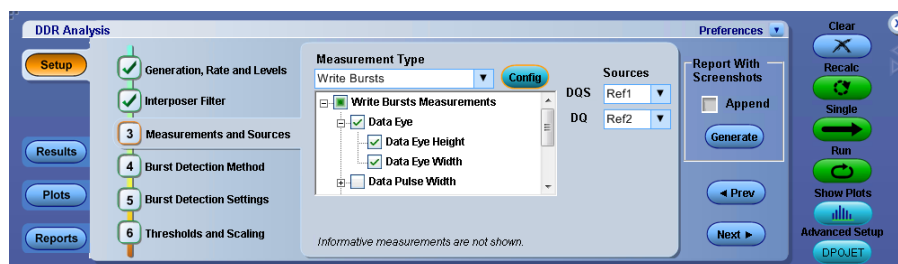 DDR Analysis
Preferences
Clear
Setup
Generation, Rate and Levels
Interposer Filter
3 Measurements and Sources
4 Burst Detection Method
5 Burst Detection Settings
6 Thresholds and Scaling
Results
Plots
Reports
Measurement Type
Write Bursts
Config
Write Bursts Measurements
Data Eye
Data Eye Height
Data Eye Width
Data Pulse Width
Informative measurements are not shown.
Sources
DQS Ref1
DQ Ref2
Report With
Screenshots
Append
Generate
Prev
Next
Recalc
Single
Run
Show Plots
Advanced Setup
DPOJET